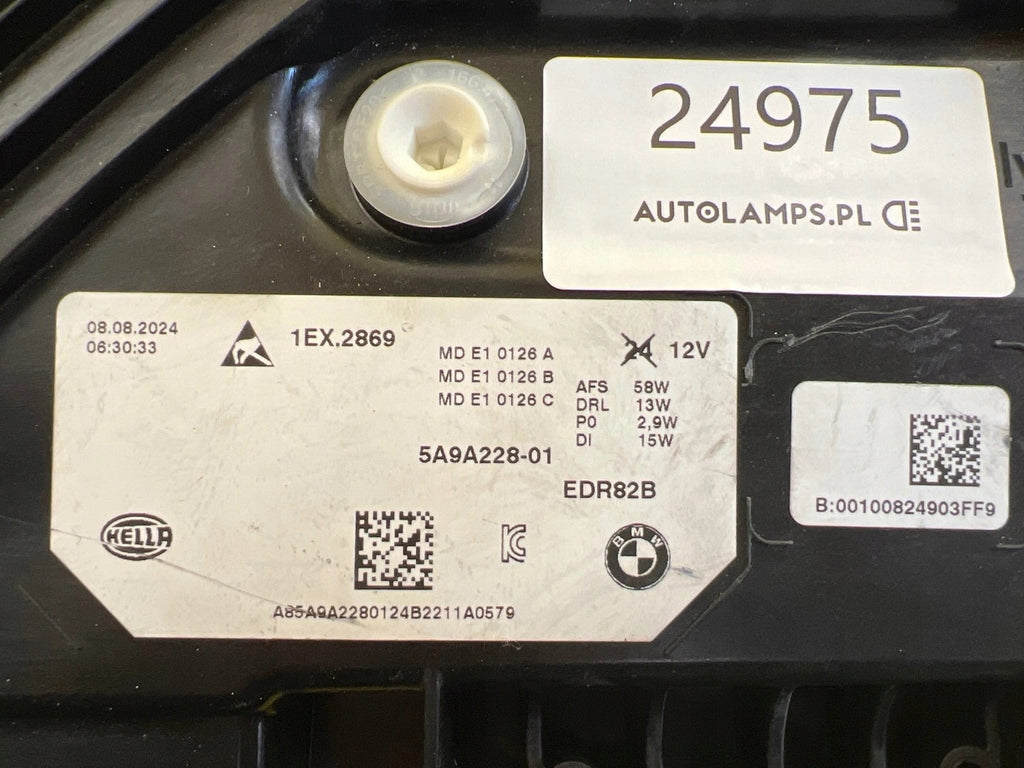 24975
AUTOLAMPS.PL
08.08.2024
06:30:33
1EX.2869
MD E1 0126 A
MD E1 0126 B
MD E1 0126 C
24 12V
AFS 58W
DRL 13W
P0 2,9W
DI 15W
5A9A228-01
EDR82B
HELLA
BMW
A85A9A2280124B2211A0579
B:00100824903FF9